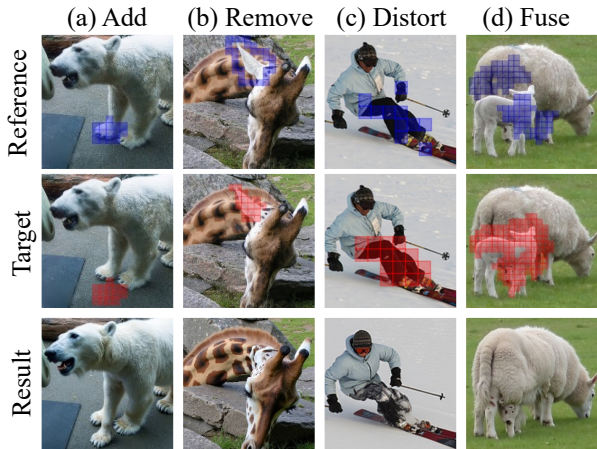 (a) Add (b) Remove (c) Distort (d) Fuse
Reference
Target
Result